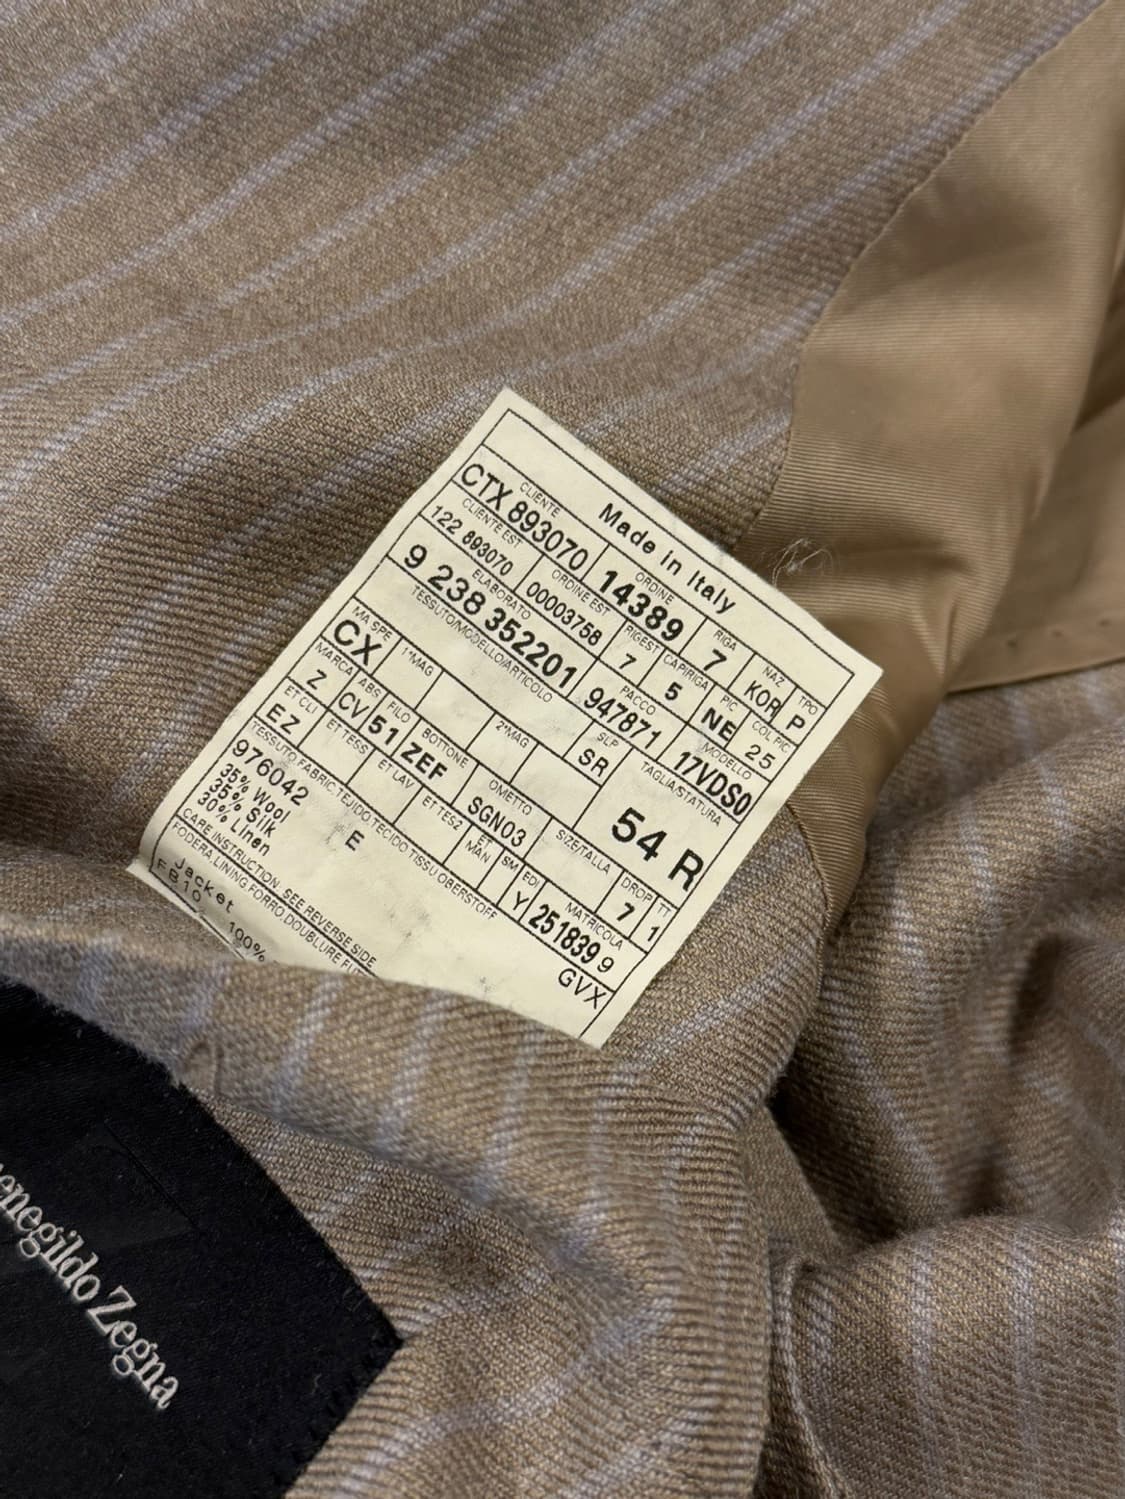 Made in Italy
CLIENTE ORDINE RIGA NAZ TPO
CTX 893070 14389 7 KOR P
CLIENTE EST ORDINE EST RIGEST CAPIRIGA PIC COL PIC
122 893070 00003758 7 5 NE 25
ELABORATO PACCO MODELLO
9 238 352201 947871 17VDS0
TESSUTO/MODELLO/ARTICOLO SLP TAGLIA/STATURA
SR 54 R
MA SPE 1°MAG 2°MAG
CX
MARCA ABS FILO BOTTONE OMETTO SIZE/TALLA DROP TT
Z CV 51 ZEF SGN03 7 1
ET CLI ET TESS ET LAV ETTES2 ET MAN SM EDI MATRICOLA
EZ E Y 251839 9
TESSUTO FABRIC TEJIDO TECIDO TISSU OBERSTOFF
976042 GVX
35% Wool
35% Silk
30% Linen
CARE INSTRUCTION: SEE REVERSE SIDE
FODERA LINING FORRO DOUBLURE
Jacket
100%
enegildo Zegna